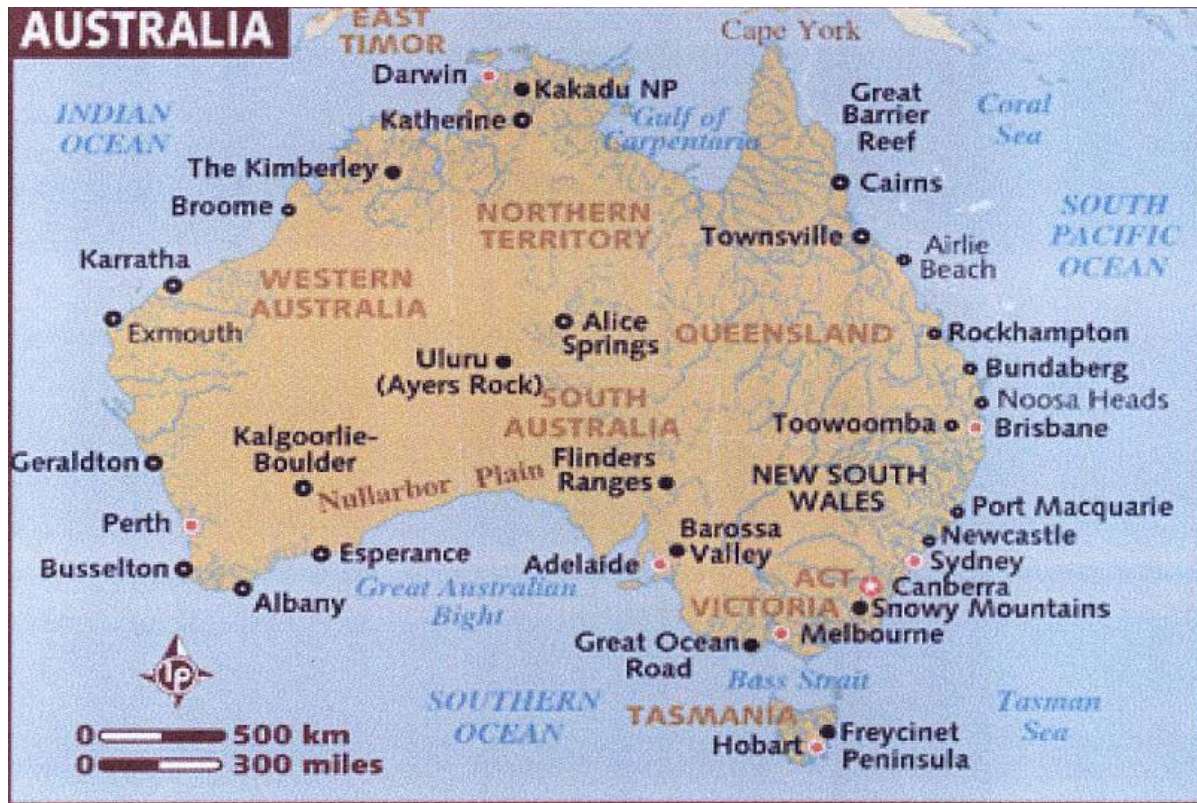 AUSTRALIA
EAST
TIMOR
Cape York
Darwin
Kakadu NP
Katherine
Gulf of
Carpentaria
Great
Barrier
Reef
Coral
Sea
INDIAN
OCEAN
The Kimberley
Broome
Cairns
NORTHERN
TERRITORY
Townsville
Airlie
Beach
SOUTH
PACIFIC
OCEAN
Karratha
WESTERN
AUSTRALIA
Exmouth
Alice
Springs
QUEENSLAND
Rockhampton
Uluru
(Ayers Rock)
Bundaberg
Noosa Heads
SOUTH
AUSTRALIA
Toowoomba
Brisbane
Kalgoorlie-
Boulder
Geraldton
Nullarbor Plain
Flinders
Ranges
NEW SOUTH
WALES
Port Macquarie
Perth
Newcastle
Barossa
Valley
Esperance
Adelaide
Sydney
Busselton
Albany
Great Australian
Bight
ACT
Canberra
VICTORIA
Snowy Mountains
Melbourne
Great Ocean
Road
Bass Strait
lp
SOUTHERN
OCEAN
TASMANIA
Tasman
Sea
Hobart
Freycinet
Peninsula
0 500 km
0 300 miles